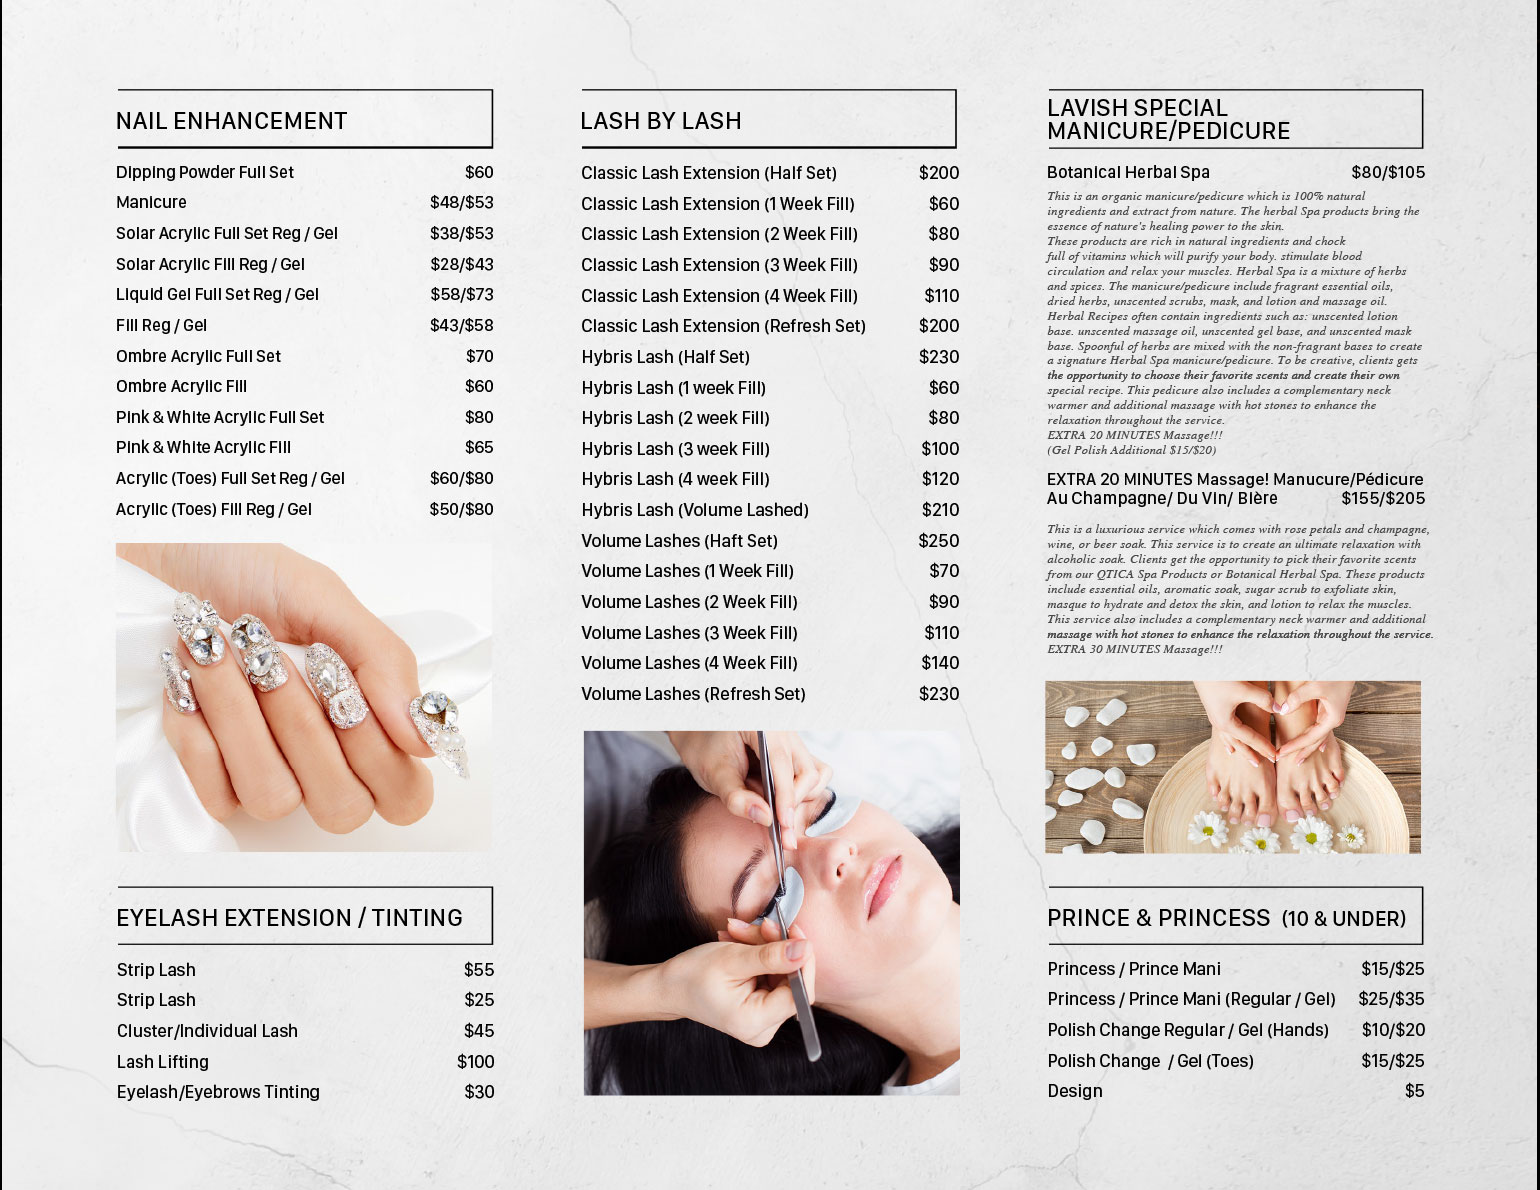 NAIL ENHANCEMENT
Dipping Powder Full Set $60
Manicure $48/$53
Solar Acrylic Full Set Reg / Gel $38/$53
Solar Acrylic Fill Reg / Gel $28/$43
Liquid Gel Full Set Reg / Gel $58/$73
Fill Reg / Gel $43/$58
Ombre Acrylic Full Set $70
Ombre Acrylic Fill $60
Pink & White Acrylic Full Set $80
Pink & White Acrylic Fill $65
Acrylic (Toes) Full Set Reg / Gel $60/$80
Acrylic (Toes) Fill Reg / Gel $50/$80
EYELASH EXTENSION / TINTING
Strip Lash $55
Strip Lash $25
Cluster/Individual Lash $45
Lash Lifting $100
Eyelash/Eyebrows Tinting $30
LASH BY LASH
Classic Lash Extension (Half Set) $200
Classic Lash Extension (1 Week Fill) $60
Classic Lash Extension (2 Week Fill) $80
Classic Lash Extension (3 Week Fill) $90
Classic Lash Extension (4 Week Fill) $110
Classic Lash Extension (Refresh Set) $200
Hybris Lash (Half Set) $230
Hybris Lash (1 week Fill) $60
Hybris Lash (2 week Fill) $80
Hybris Lash (3 week Fill) $100
Hybris Lash (4 week Fill) $120
Hybris Lash (Volume Lashed) $210
Volume Lashes (Haft Set) $250
Volume Lashes (1 Week Fill) $70
Volume Lashes (2 Week Fill) $90
Volume Lashes (3 Week Fill) $110
Volume Lashes (4 Week Fill) $140
Volume Lashes (Refresh Set) $230
LAVISH SPECIAL
MANICURE/PEDICURE
Botanical Herbal Spa $80/$105
This is an organic manicure/pedicure which is 100% natural
ingredients and extract from nature. The herbal Spa products bring the
essence of nature's healing power to the skin.
These products are rich in natural ingredients and chock
full of vitamins which will purify your body. stimulate blood
circulation and relax your muscles. Herbal Spa is a mixture of herbs
and spices. The manicure/pedicure include fragrant essential oils,
dried herbs, unscented scrubs, mask, and lotion and massage oil.
Herbal Recipes often contain ingredients such as: unscented lotion
base. unscented massage oil, unscented gel base, and unscented mask
base. Spoonful of herbs are mixed with the non-fragrant bases to create
a signature Herbal Spa manicure/pedicure. To be creative, clients gets
the opportunity to choose their favorite scents and create their own
special recipe. This pedicure also includes a complementary neck
warmer and additional massage with hot stones to enhance the
relaxation throughout the service.
EXTRA 20 MINUTES Massage!!!
(Gel Polish Additional $15/$20)
EXTRA 20 MINUTES Massage! Manucure/Pédicure
Au Champagne/ Du Vin/ Bière $155/$205
This is a luxurious service which comes with rose petals and champagne,
wine, or beer soak. This service is to create an ultimate relaxation with
alcoholic soak. Clients get the opportunity to pick their favorite scents
from our QTICA Spa Products or Botanical Herbal Spa. These products
include essential oils, aromatic soak, sugar scrub to exfoliate skin,
masque to hydrate and detox the skin, and lotion to relax the muscles.
This service also includes a complementary neck warmer and additional
massage with hot stones to enhance the relaxation throughout the service.
EXTRA 30 MINUTES Massage!!!
PRINCE & PRINCESS (10 & UNDER)
Princess / Prince Mani $15/$25
Princess / Prince Mani (Regular / Gel) $25/$35
Polish Change Regular / Gel (Hands) $10/$20
Polish Change / Gel (Toes) $15/$25
Design $5